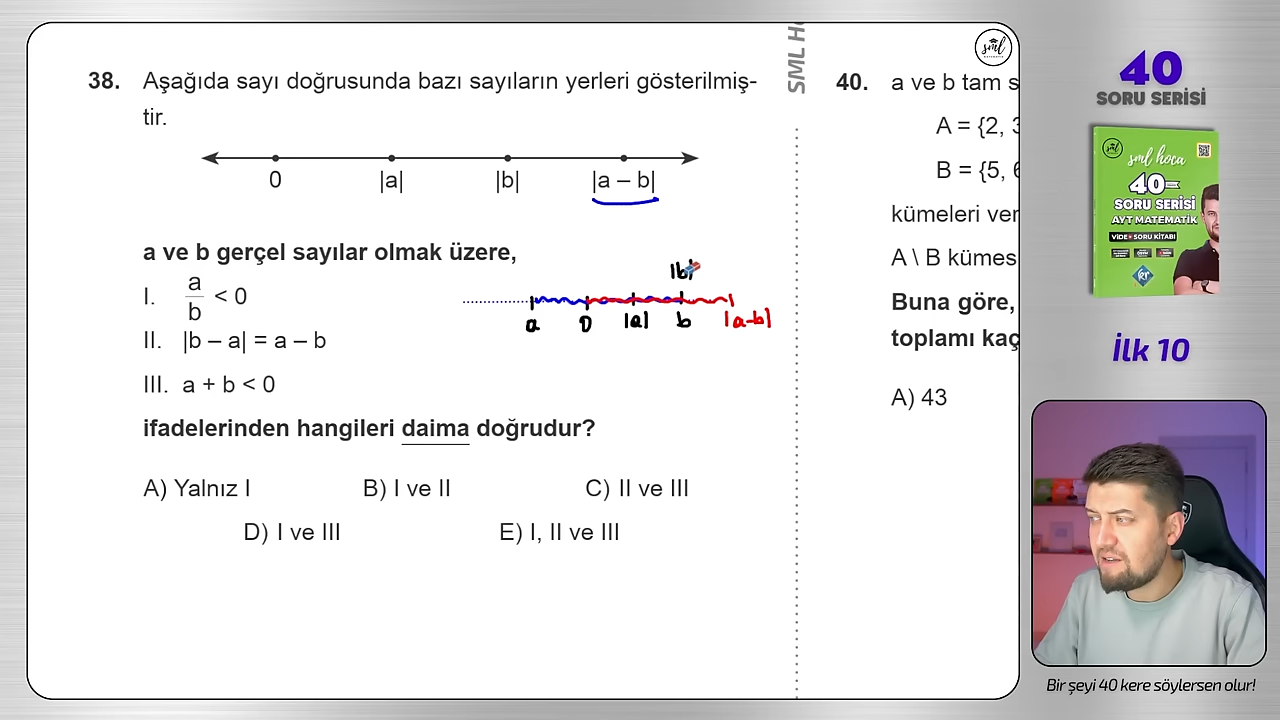 38. Aşağıda sayı doğrusunda bazı sayıların yerleri gösterilmiş-
tir.
0 |a| |b| |a – b|
a ve b gerçel sayılar olmak üzere,
I. a/b < 0
II. |b – a| = a – b
III. a + b < 0
|b|
a 0 |a| b |a-b|
ifadelerinden hangileri daima doğrudur?
A) Yalnız I B) I ve II C) II ve III
D) I ve III E) I, II ve III
SML H
40. a ve b tam s
A = {2, 3
B = {5, 6
kümeleri ver
A \ B kümes
Buna göre,
toplamı kaç
A) 43
sml
40
SORU SERİSİ
sml hoca
40
SORU SERİSİ
AYT MATEMATİK
VİDEO SORU KİTABI
İlk 10
Bir şeyi 40 kere söylersen olur!